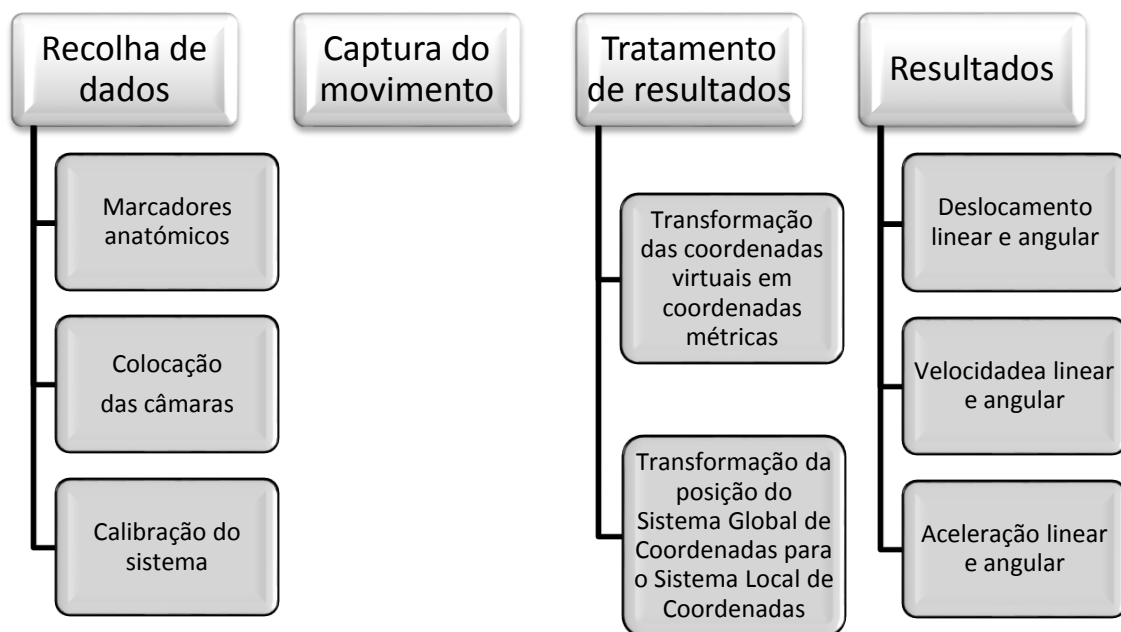 Recolha de
dados
Marcadores
anatómicos
Colocação
das câmaras
Calibração do
sistema
Captura do
movimento
Tratamento
de resultados
Transformação
das coordenadas
virtuais em
coordenadas
métricas
Transformação da
posição do
Sistema Global de
Coordenadas para
o Sistema Local de
Coordenadas
Resultados
Deslocamento
linear e angular
Velocidadea linear
e angular
Aceleração linear
e angular